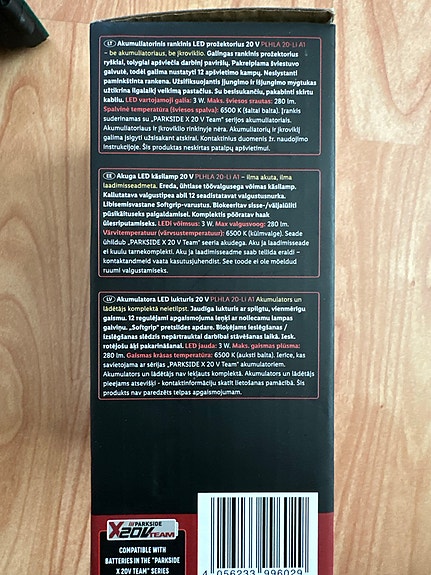 LT Akumuliatorinis rankinis LED prožektorius 20 V PLHLA 20-Li A1
– be akumuliatoriaus, be įkroviklio. Galingas rankinis prožektorius
ryškiai, tolygiai apšviečia darbinį paviršių. Pakreipiama šviestuvo
galvutė, todėl galima nustatyti 12 apšvietimo kampų. Neslystanti
paminkštinta rankena. Užsifiksuojantis įjungimo ir išjungimo mygtukas
užtikrina ilgalaikį veikimą pastačius. Su besisukančiu, pakabinti skirtu
kabliu. LED vartojamoji galia: 3 W. Maks. šviesos srautas: 280 lm.
Spalvinė temperatūra (šviesos spalva): 6500 K (šaltai balta). Įrankis
suderinamas su „PARKSIDE X 20 V Team“ serijos akumuliatoriais.
Akumuliatoriaus ir įkroviklio rinkinyje nėra. Akumuliatorių ir įkroviklį
galima įsigyti užsisakant atskirai. Kontaktinius duomenis žr. naudojimo
instrukcijoje. Šis produktas neskirtas patalpų apšvietimui.
EE Akuga LED käsilamp 20 V PLHLA 20-Li A1 – ilma akuta, ilma
laadimisseadmeta. Ereda, ühtlase töövalgusega võimas käsilamp.
Kallutatava valgustipea abil 12 seadistatavat valgustusnurka.
Libisemisvastane Softgrip-varustus. Blokeeritav sisse-/väljalüliti
püsikäitluseks paigaldamisel. Komplektis pööratav haak
ülesriputamiseks. LEDi võimsus: 3 W. Max valgusvoog: 280 lm.
Värvitemperatuur (värvsustemperatuur): 6500 K (külmvalge). Seade
ühildub „PARKSIDE X 20 V Team“ seeria akudega. Aku ja laadimisseade
ei kuulu tarnekomplekti. Aku ja laadimisseadme saab tellida eraldi -
kontaktandmeid vaata kasutusjuhendist. See toode ei ole mõeldud
ruumi valgustamiseks.
LV Akumulatora LED lukturis 20 V PLHLA 20-Li A1 Akumulators un
lādētājs komplektā neietilpst. Jaudīga lukturis ar spilgtu, vienmērīgu
gaismu. 12 regulējami apgaismojuma leņķi ar noliecamu lampas
galviņu. „Softgrip“ pretslīdes apdare. Bloķējams ieslēgšanas /
izslēgšanas slēdzis nepārtrauktai darbībai stāvēšanas laikā. Iesk.
rotējošu āķi pakarināšanai. LED jauda: 3 W. Maks. gaismas plūsma:
280 lm. Gaismas krāsas temperatūra: 6500 K (auksti balta). Ierīce, kas
savietojama ar sērijas „PARKSIDE X 20 V Team“ akumulatoriem.
Akumulators un lādētājs nav iekļauts komplektā. Akumulators un lādētājs
pieejams atsevišķi - kontaktinformāciju skatīt lietošanas pamācībā. Šis
produkts nav paredzēts telpas apgaismojumam.
PARKSIDE
X20V TEAM
COMPATIBLE WITH
BATTERIES IN THE "PARKSIDE
X 20V TEAM" SERIES
4 056233 996029